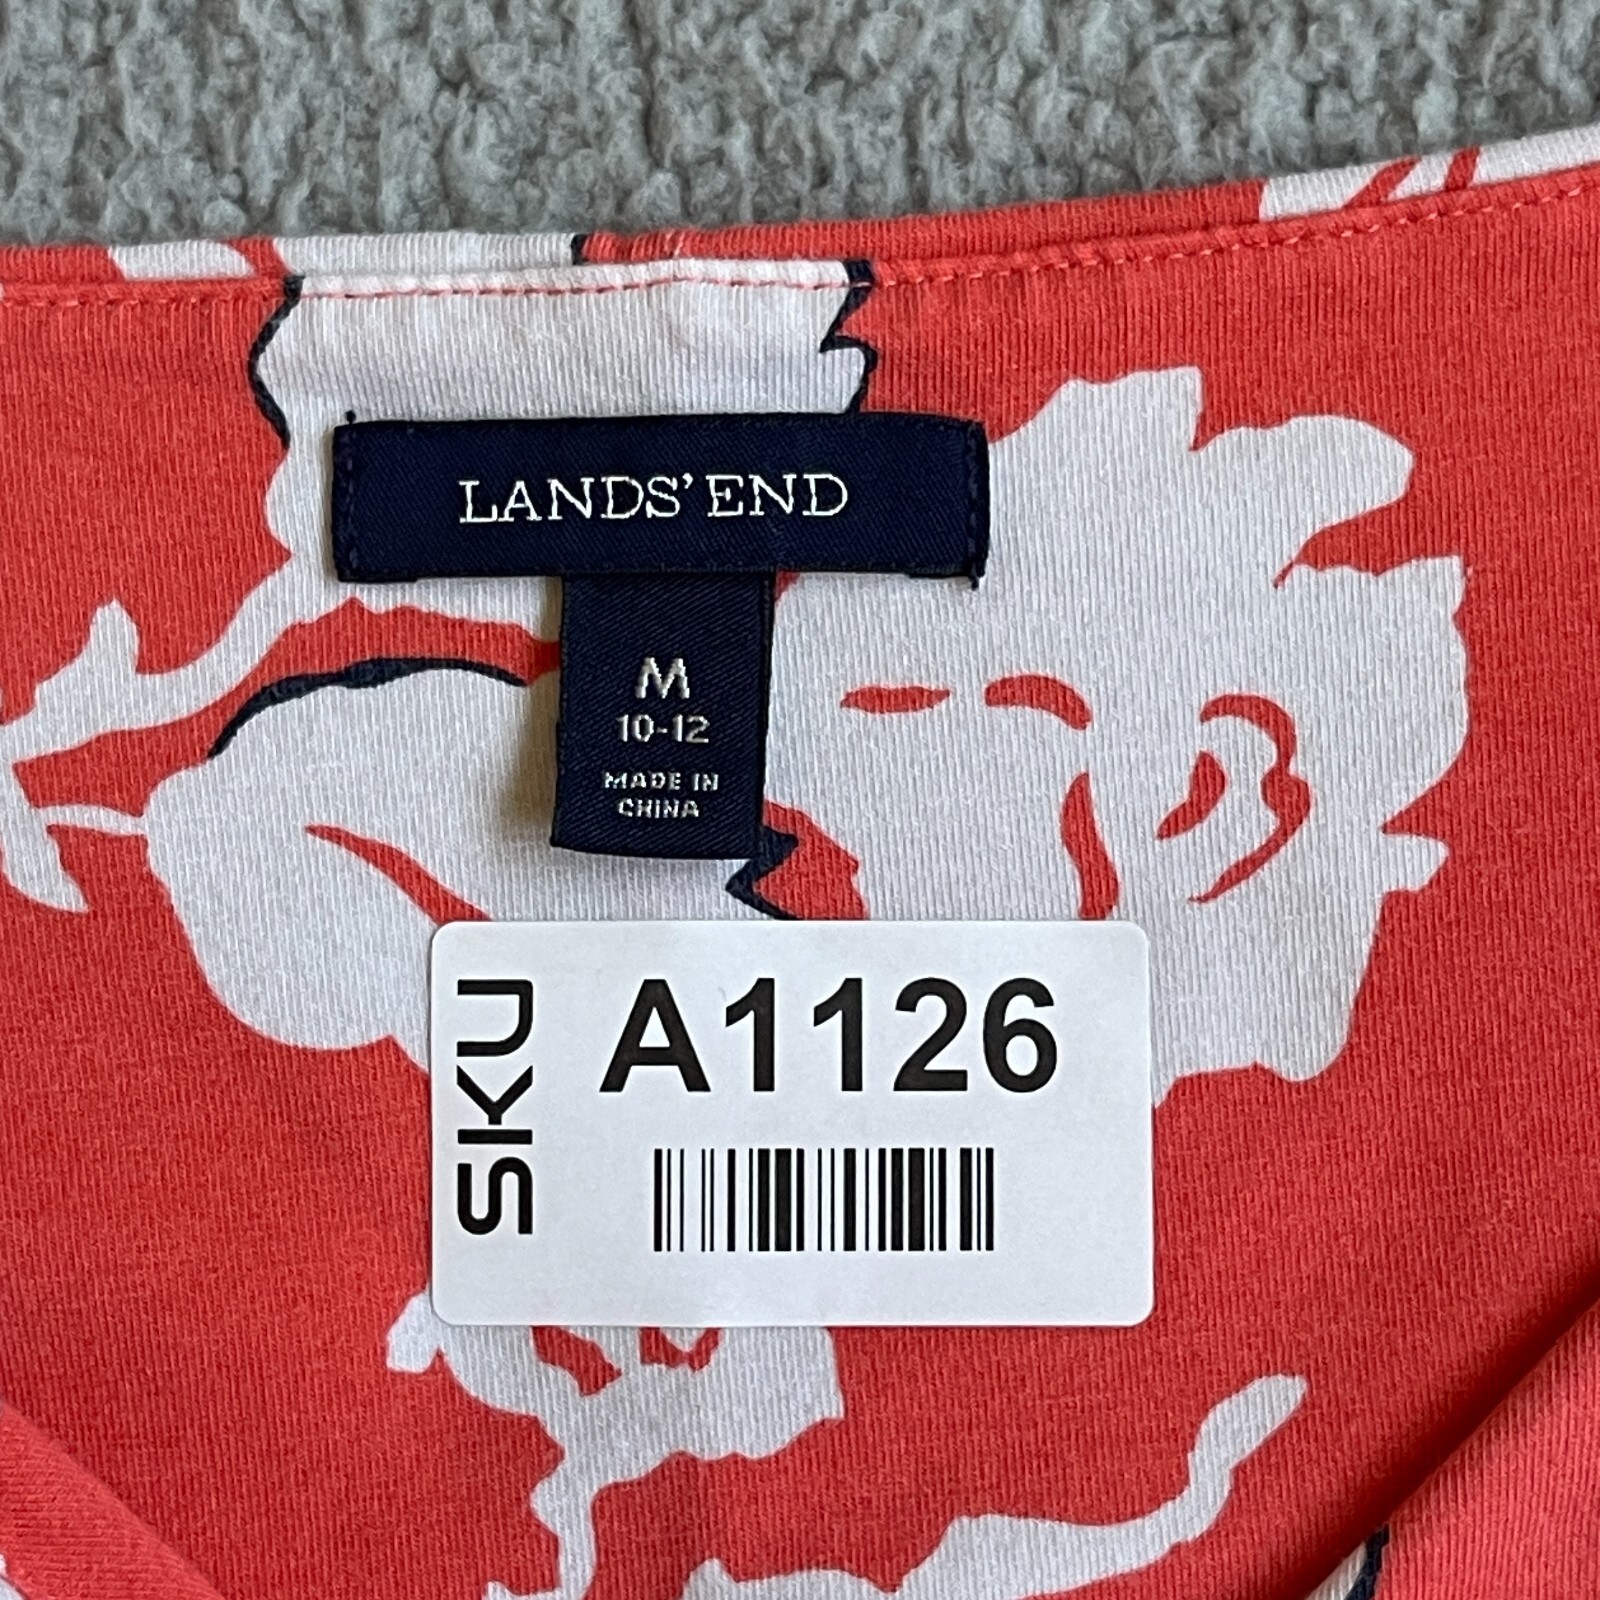 LANDS' END
M
10-12
MADE IN
CHINA
SKU
A1126